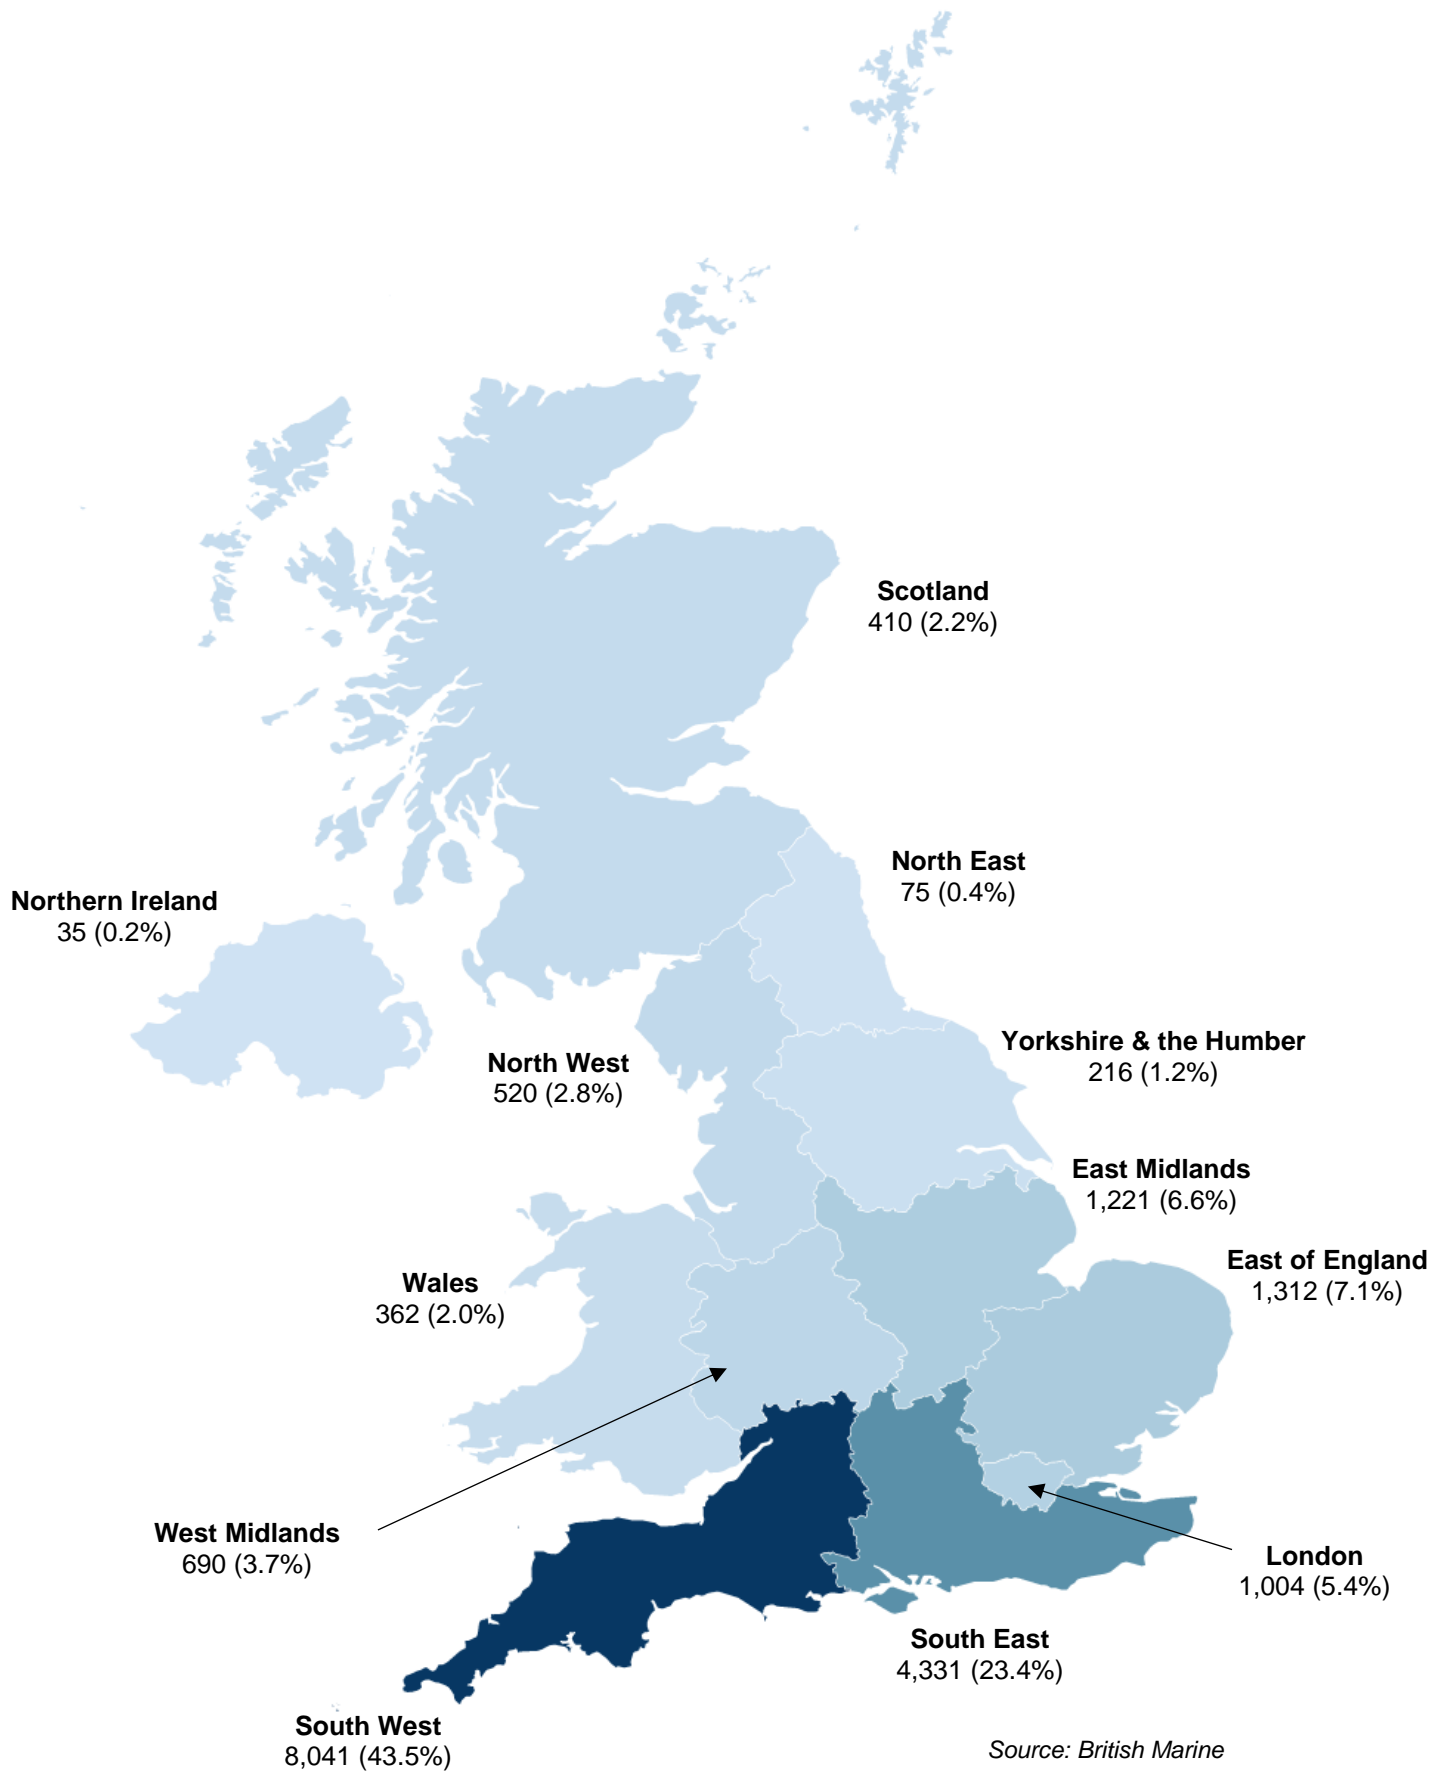 Scotland
410 (2.2%)
North East
75 (0.4%)
Northern Ireland
35 (0.2%)
Yorkshire & the Humber
216 (1.2%)
North West
520 (2.8%)
East Midlands
1,221 (6.6%)
East of England
1,312 (7.1%)
Wales
362 (2.0%)
West Midlands
690 (3.7%)
London
1,004 (5.4%)
South East
4,331 (23.4%)
South West
8,041 (43.5%)
Source: British Marine